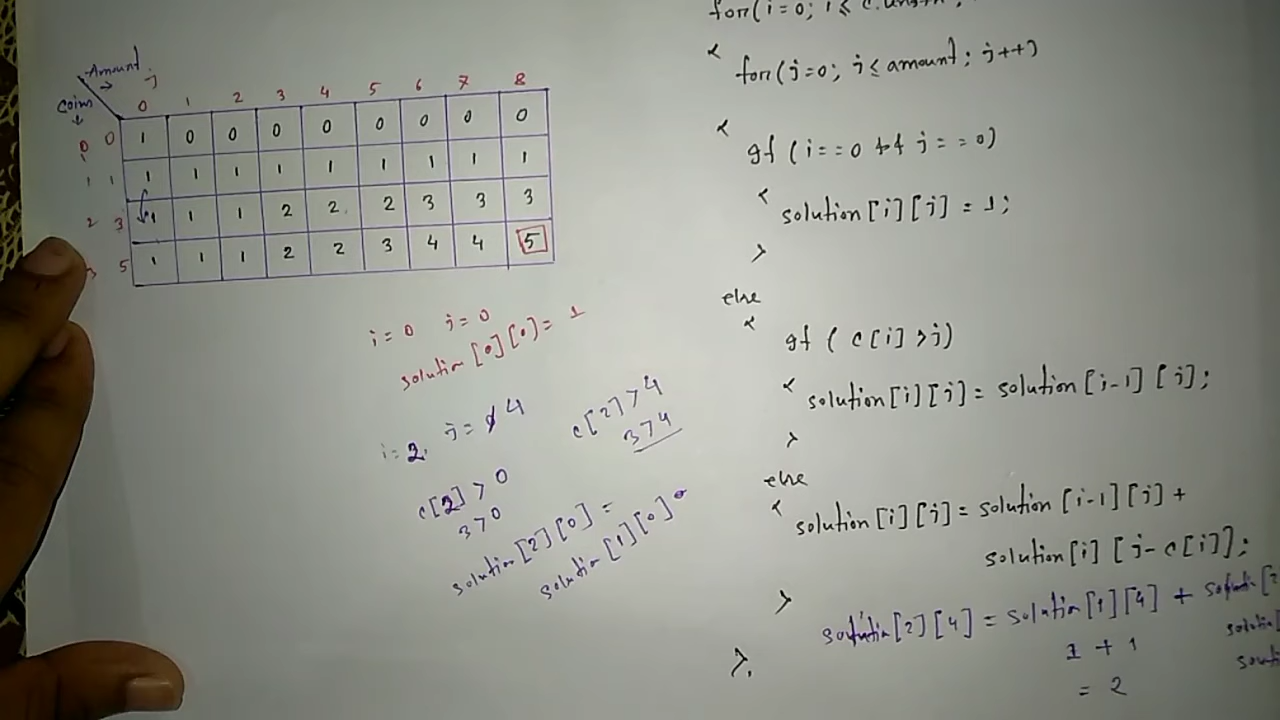 Amount
→ j
Coins
↓
0 1 2 3 4 5 6 7 8
0 0 1 0 0 0 0 0 0 0 0
1 1 1 1 1 1 1 1 1 1 1
2 3 1 1 1 2 2 2 3 3 3
5 1 1 1 2 2 3 4 4 5
i=0 j=0
solution [0][0] = 1
i=2, j= 4
c[2] > 4
3 > 4
c[2] > 0
3 > 0
solution [2][0] =
solution [1][0]
for(i=0; i ≤ c.length;
{ for(j=0; j ≤ amount; j++)
{ if (i==0 && j==0)
{ solution[i][j] = 1;
}
else
{ if ( c[i] > j)
{ solution[i][j] = solution [i-1] [j];
}
else
{ solution[i][j] = solution [i-1][j] +
solution[i] [j-c[i]];
}
solution[2][4] = solution[1][4] +
1 + 1
= 2
}.